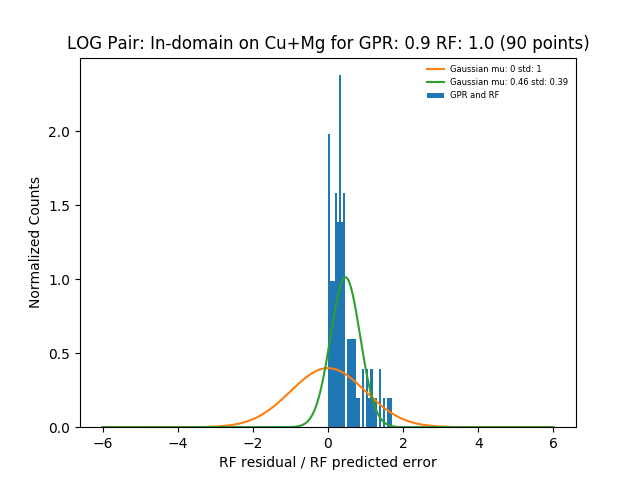 LOG Pair: In-domain on Cu+Mg for GPR: 0.9 RF: 1.0 (90 points)
Gaussian mu: 0 std: 1
Gaussian mu: 0.46 std: 0.39
GPR and RF
Normalized Counts
2.0
1.5
1.0
0.5
0.0
−6 −4 −2 0 2 4 6
RF residual / RF predicted error